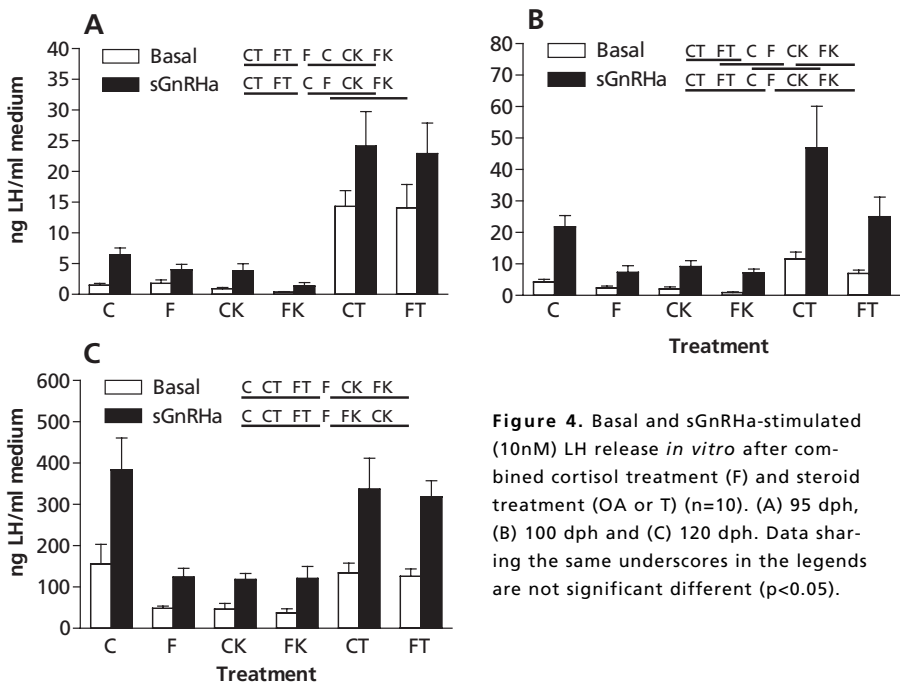 A
40
35
30
25
20
15
10
5
0
ng LH/ml medium
Basal
sGnRHa
CT FT F C CK FK
CT FT C F CK FK
C F CK FK CT FT
B
80
70
60
50
40
30
20
10
0
Basal
sGnRHa
CT FT C F CK FK
CT FT C F CK FK
C F CK FK CT FT
Treatment
C
600
500
400
300
200
100
0
ng LH/ml medium
Basal
sGnRHa
C CT FT F CK FK
C CT FT F FK CK
C F CK FK CT FT
Treatment
Figure 4. Basal and sGnRHa-stimulated
(10nM) LH release in vitro after com-
bined cortisol treatment (F) and steroid
treatment (OA or T) (n=10). (A) 95 dph,
(B) 100 dph and (C) 120 dph. Data shar-
ing the same underscores in the legends
are not significant different (p<0.05).